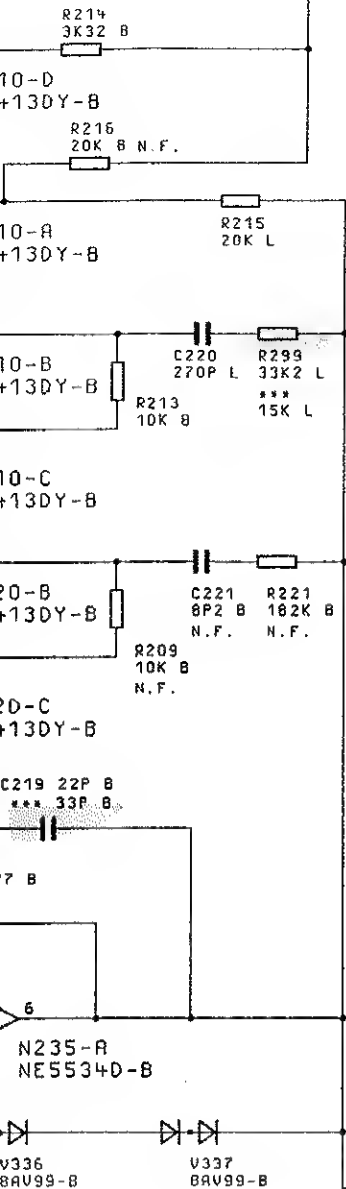 R214
3K32 B
10-D
+13DY-B
R216
20K B N.F.
R215
20K L
10-A
+13DY-B
C220
270P L
R299
33K2 L
***
15K L
10-B
+13DY-B
R213
10K B
10-C
+13DY-B
C221
8P2 B
N.F.
R221
182K B
N.F.
20-B
+13DY-B
R209
10K B
N.F.
20-C
+13DY-B
C219 22P B
*** 33P B
7 B
6
N235-A
NE5534D-B
V336
BAV99-B
V337
BAV99-B